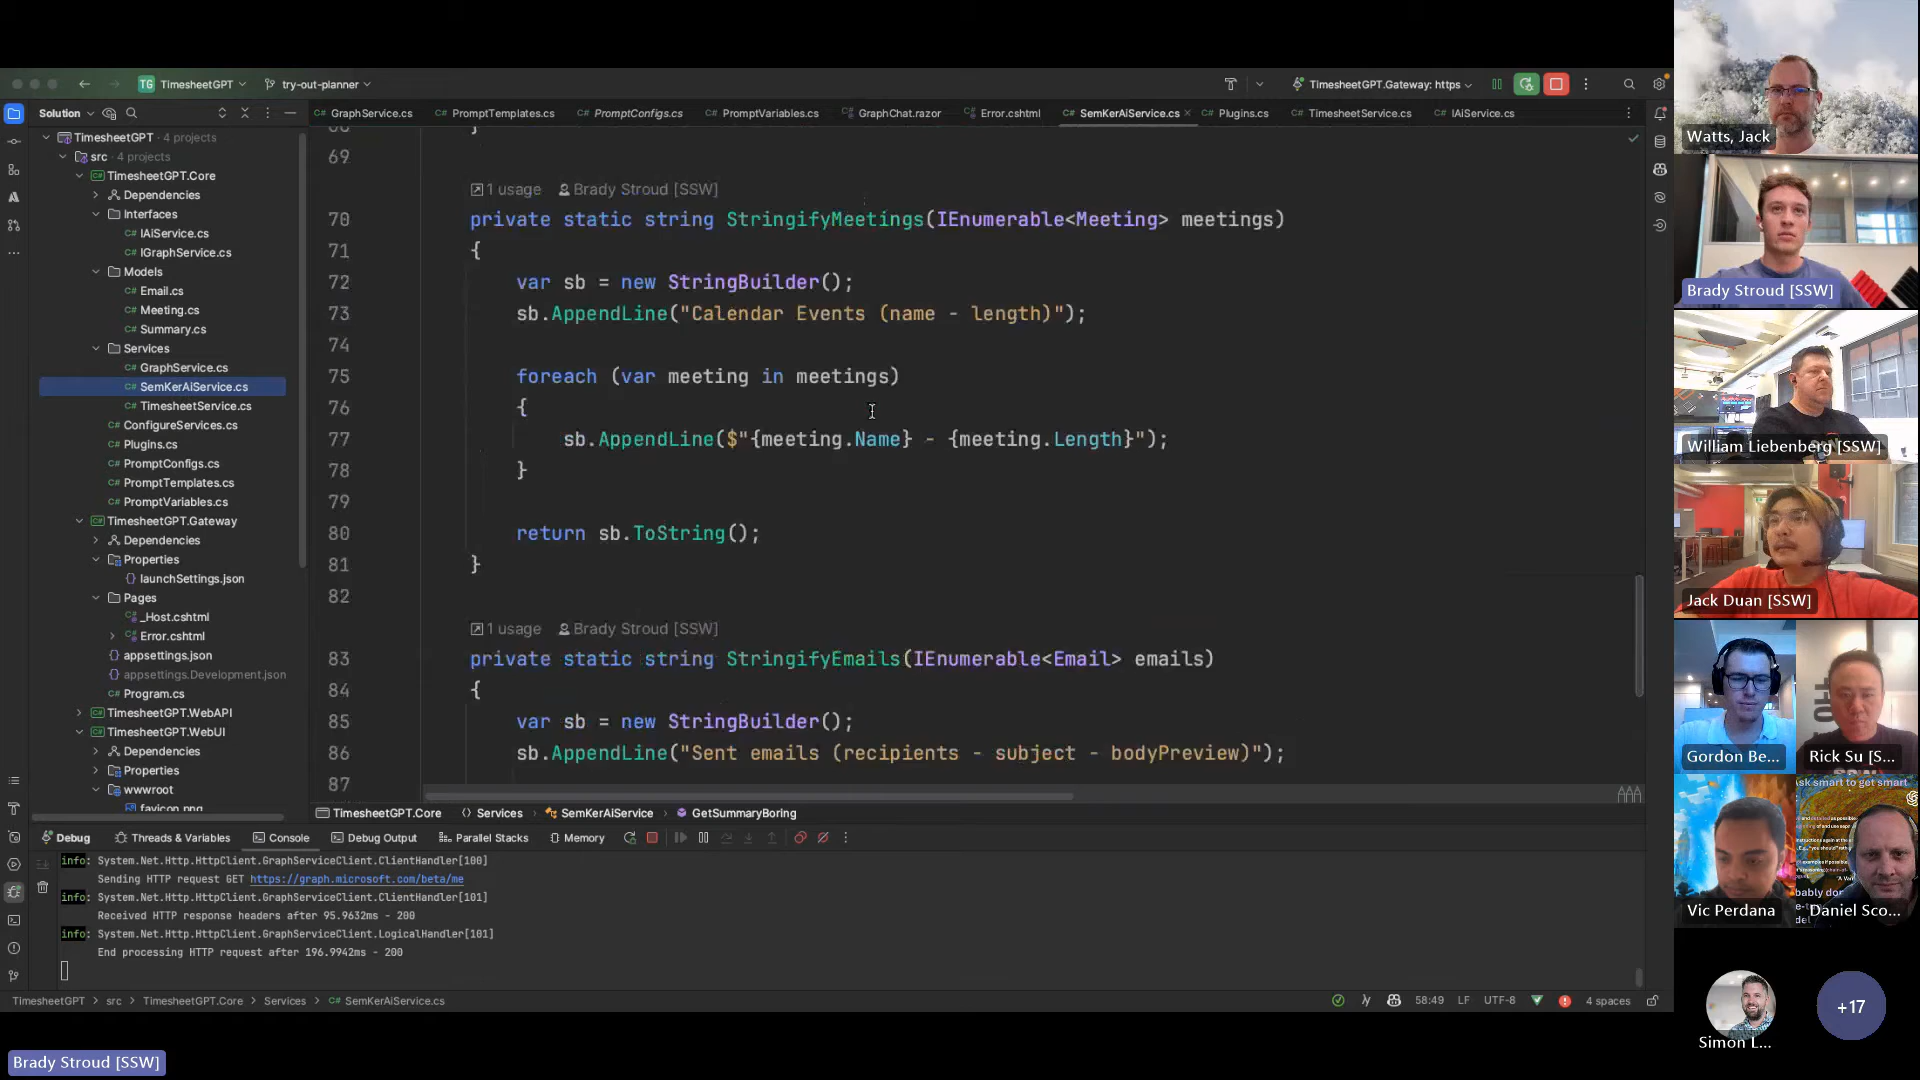 TG TimesheetGPT
try-out-planner
TimesheetGPT.Gateway: https
Solution
GraphService.cs
PromptTemplates.cs
PromptConfigs.cs
PromptVariables.cs
GraphChat.razor
Error.cshtml
SemKerAiService.cs
Plugins.cs
TimesheetService.cs
IAiService.cs
TimesheetGPT · 4 projects
src · 4 projects
TimesheetGPT.Core
Dependencies
Interfaces
C# IAiService.cs
C# IGraphService.cs
Models
C# Email.cs
C# Meeting.cs
C# Summary.cs
Services
C# GraphService.cs
C# SemKerAiService.cs
C# TimesheetService.cs
C# ConfigureServices.cs
C# Plugins.cs
C# PromptConfigs.cs
C# PromptTemplates.cs
C# PromptVariables.cs
TimesheetGPT.Gateway
Dependencies
Properties
launchSettings.json
Pages
_Host.cshtml
Error.cshtml
appsettings.json
appsettings.Development.json
C# Program.cs
TimesheetGPT.WebAPI
TimesheetGPT.WebUI
Dependencies
Properties
wwwroot
favicon.png
68 }
69
1 usage Brady Stroud [SSW]
70 private static string StringifyMeetings(IEnumerable<Meeting> meetings)
71 {
72 var sb = new StringBuilder();
73 sb.AppendLine("Calendar Events (name - length)");
74
75 foreach (var meeting in meetings)
76 {
77 sb.AppendLine($"{meeting.Name} - {meeting.Length}");
78 }
79
80 return sb.ToString();
81 }
82
1 usage Brady Stroud [SSW]
83 private static string StringifyEmails(IEnumerable<Email> emails)
84 {
85 var sb = new StringBuilder();
86 sb.AppendLine("Sent emails (recipients - subject - bodyPreview)");
87
TimesheetGPT.Core Services SemKerAiService GetSummaryBoring
Debug Threads & Variables Console Debug Output Parallel Stacks Memory
info: System.Net.Http.HttpClient.GraphServiceClient.ClientHandler[100]
Sending HTTP request GET https://graph.microsoft.com/beta/me
info: System.Net.Http.HttpClient.GraphServiceClient.ClientHandler[101]
Received HTTP response headers after 95.9632ms - 200
info: System.Net.Http.HttpClient.GraphServiceClient.LogicalHandler[101]
End processing HTTP request after 196.9942ms - 200
TimesheetGPT › src › TimesheetGPT.Core › Services › C# SemKerAiService.cs
58:49 LF UTF-8 4 spaces
Brady Stroud [SSW]
Watts, Jack
Brady Stroud [SSW]
William Liebenberg [SSW]
Jack Duan [SSW]
Gordon Be...
Rick Su [S...
Ask smart to get smart
Vic Perdana
Daniel Sco...
Simon L...
+17